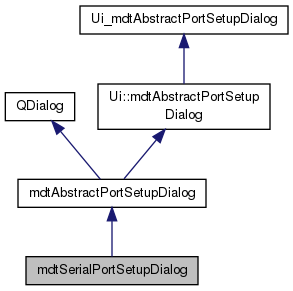 Ui_mdtAbstractPortSetupDialog
QDialog
Ui::mdtAbstractPortSetup
Dialog
mdtAbstractPortSetupDialog
mdtSerialPortSetupDialog